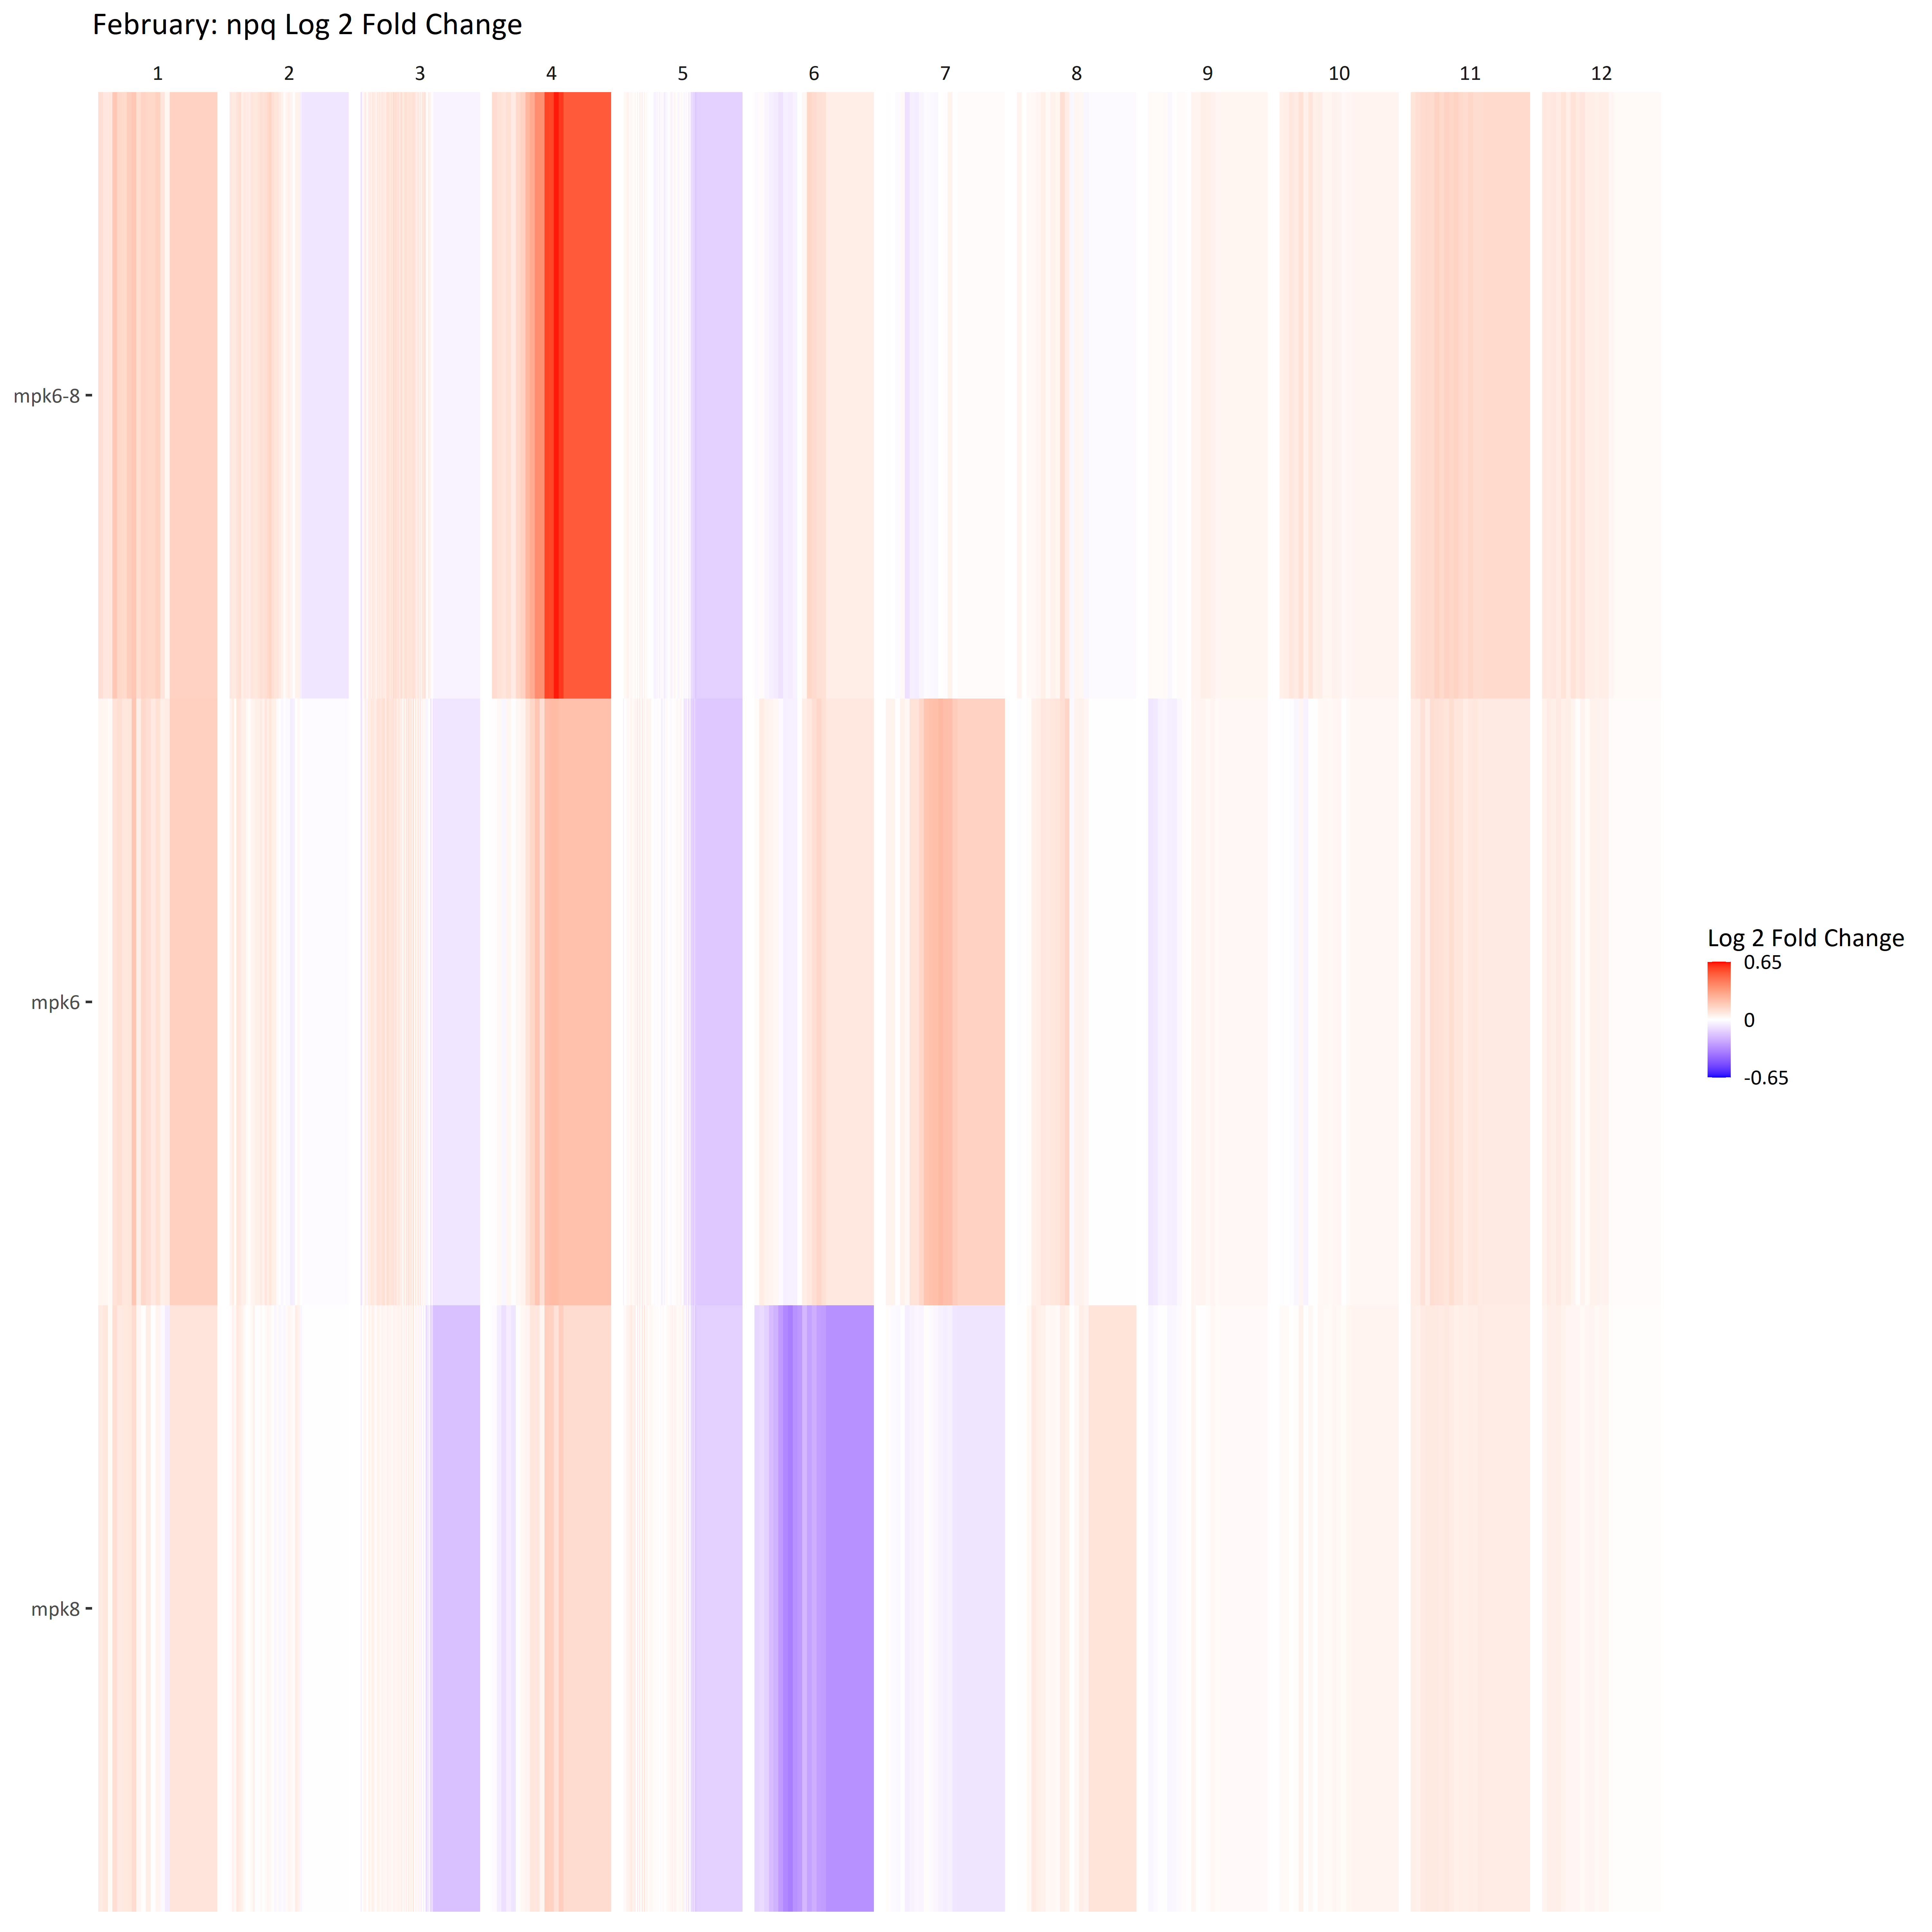 February: npq Log 2 Fold Change
1 2 3 4 5 6 7 8 9 10 11 12
mpk6-8
mpk6
mpk8
Log 2 Fold Change
0.65
0
-0.65